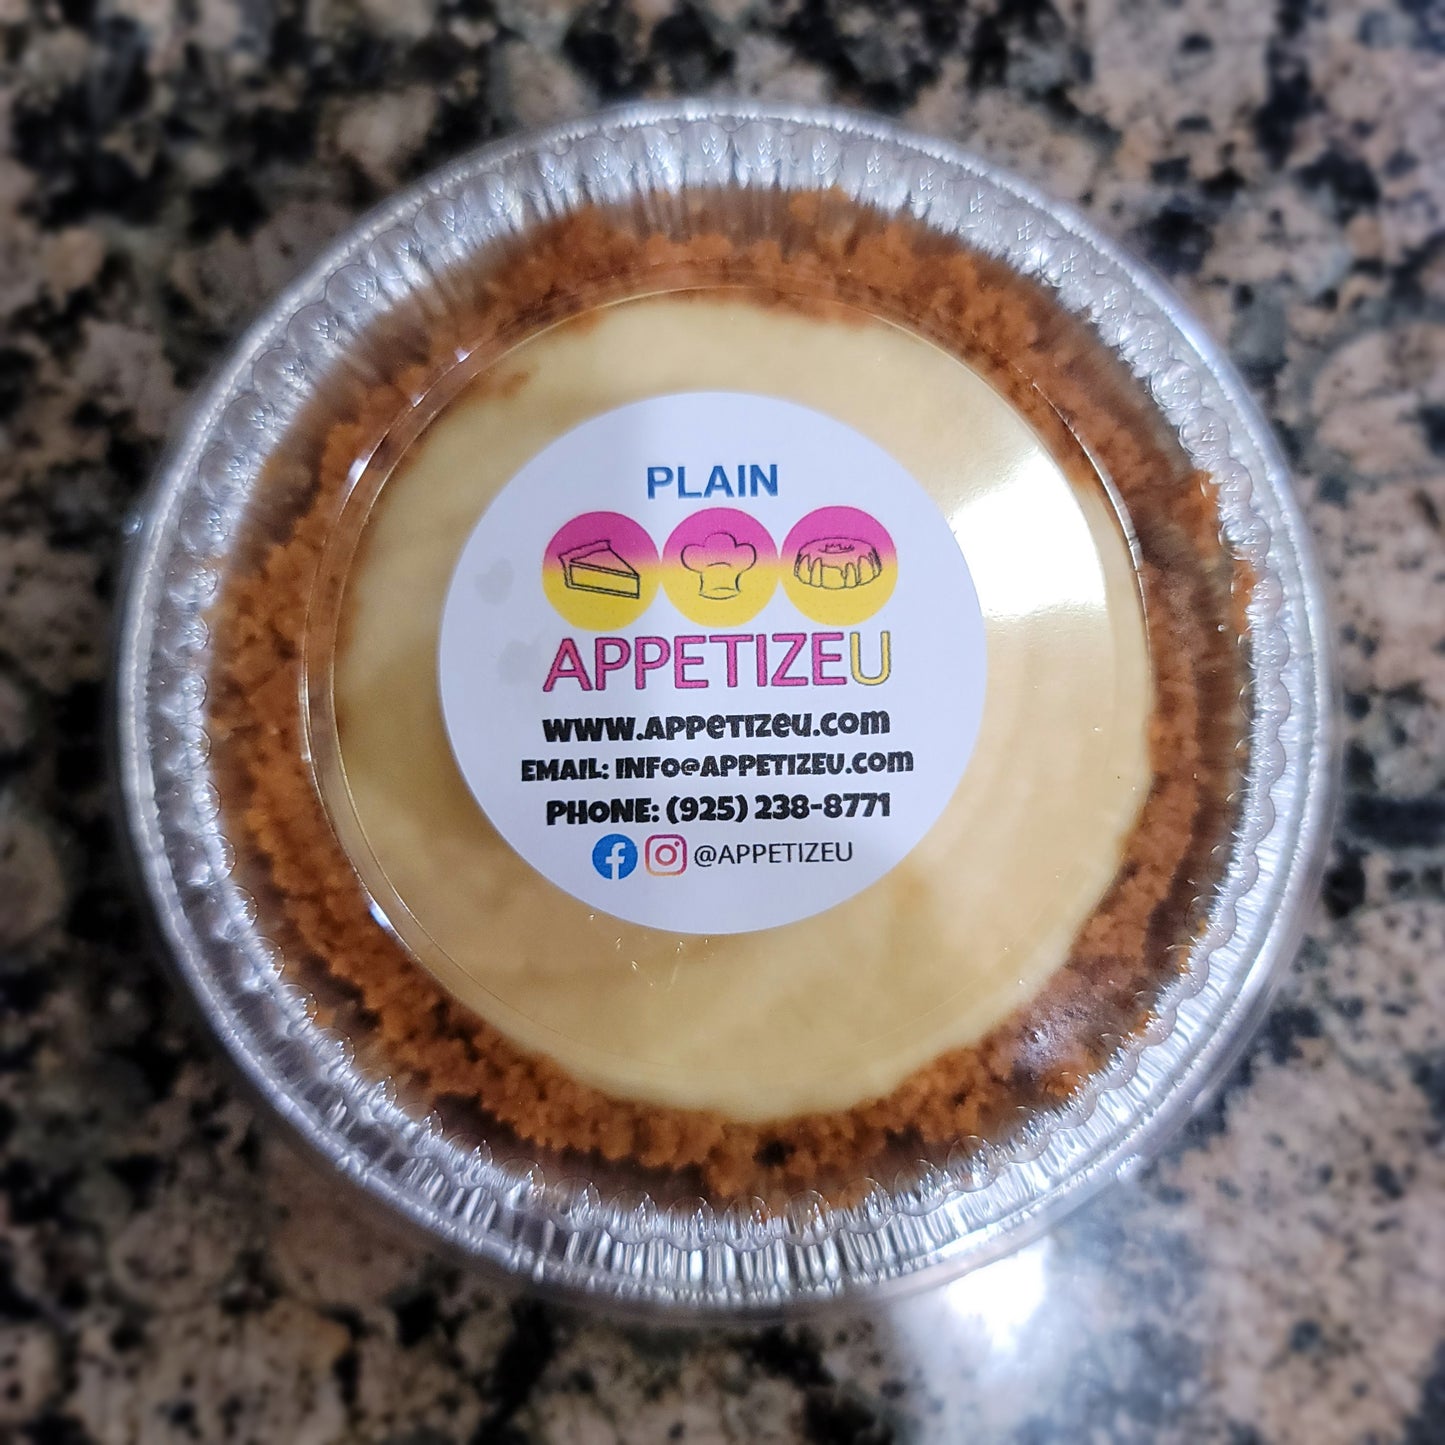 PLAIN
APPETIZEU
www.APPETIZEU.com
EMAIL: INFO@APPETIZEU.com
PHONE: (925) 238-8771
@APPETIZEU